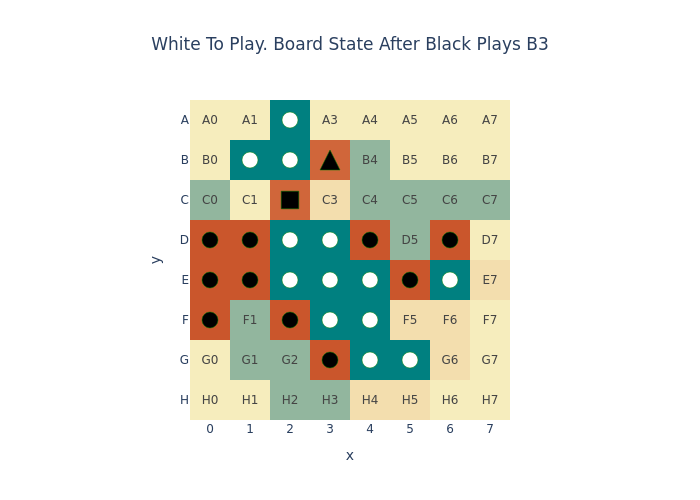 White To Play. Board State After Black Plays B3
A A0 A1 A3 A4 A5 A6 A7
B B0 B4 B5 B6 B7
C C0 C1 C3 C4 C5 C6 C7
D D5 D7
E E7
F F1 F5 F6 F7
G G0 G1 G2 G6 G7
H H0 H1 H2 H3 H4 H5 H6 H7
0 1 2 3 4 5 6 7
x
y